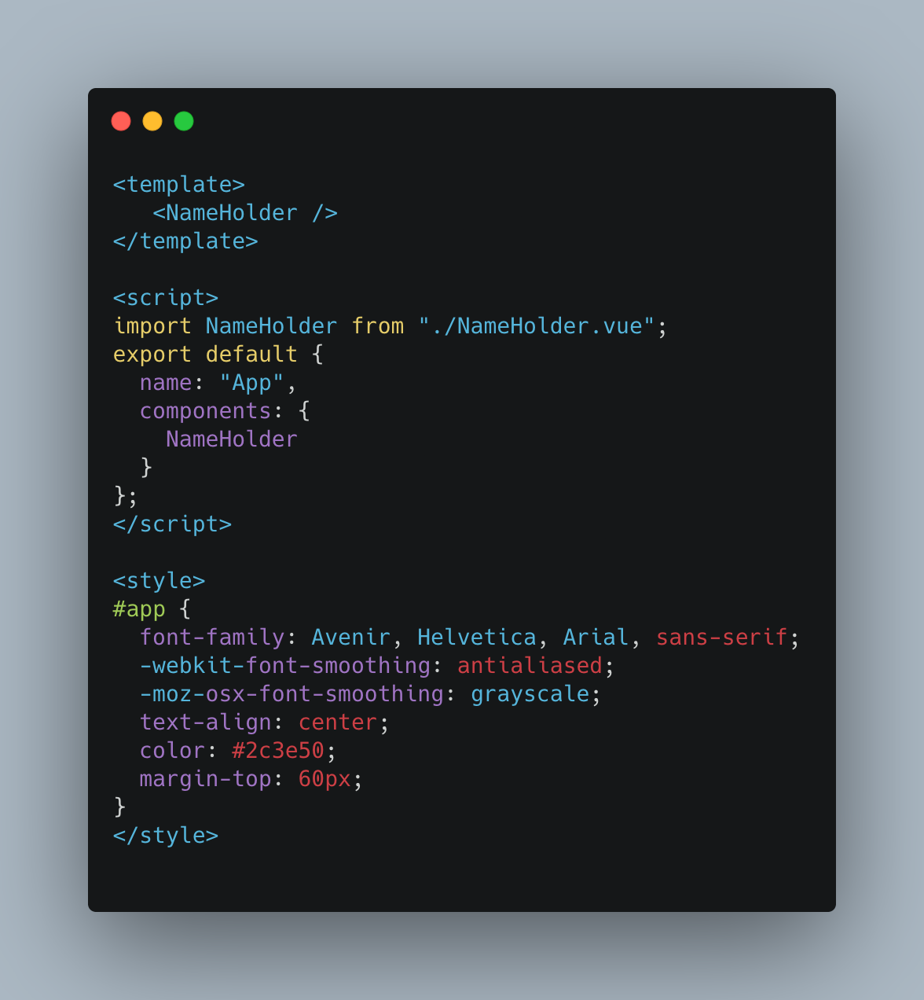 <template>
   <NameHolder />
</template>

<script>
import NameHolder from "./NameHolder.vue";
export default {
  name: "App",
  components: {
    NameHolder
  }
};
</script>

<style>
#app {
  font-family: Avenir, Helvetica, Arial, sans-serif;
  -webkit-font-smoothing: antialiased;
  -moz-osx-font-smoothing: grayscale;
  text-align: center;
  color: #2c3e50;
  margin-top: 60px;
}
</style>